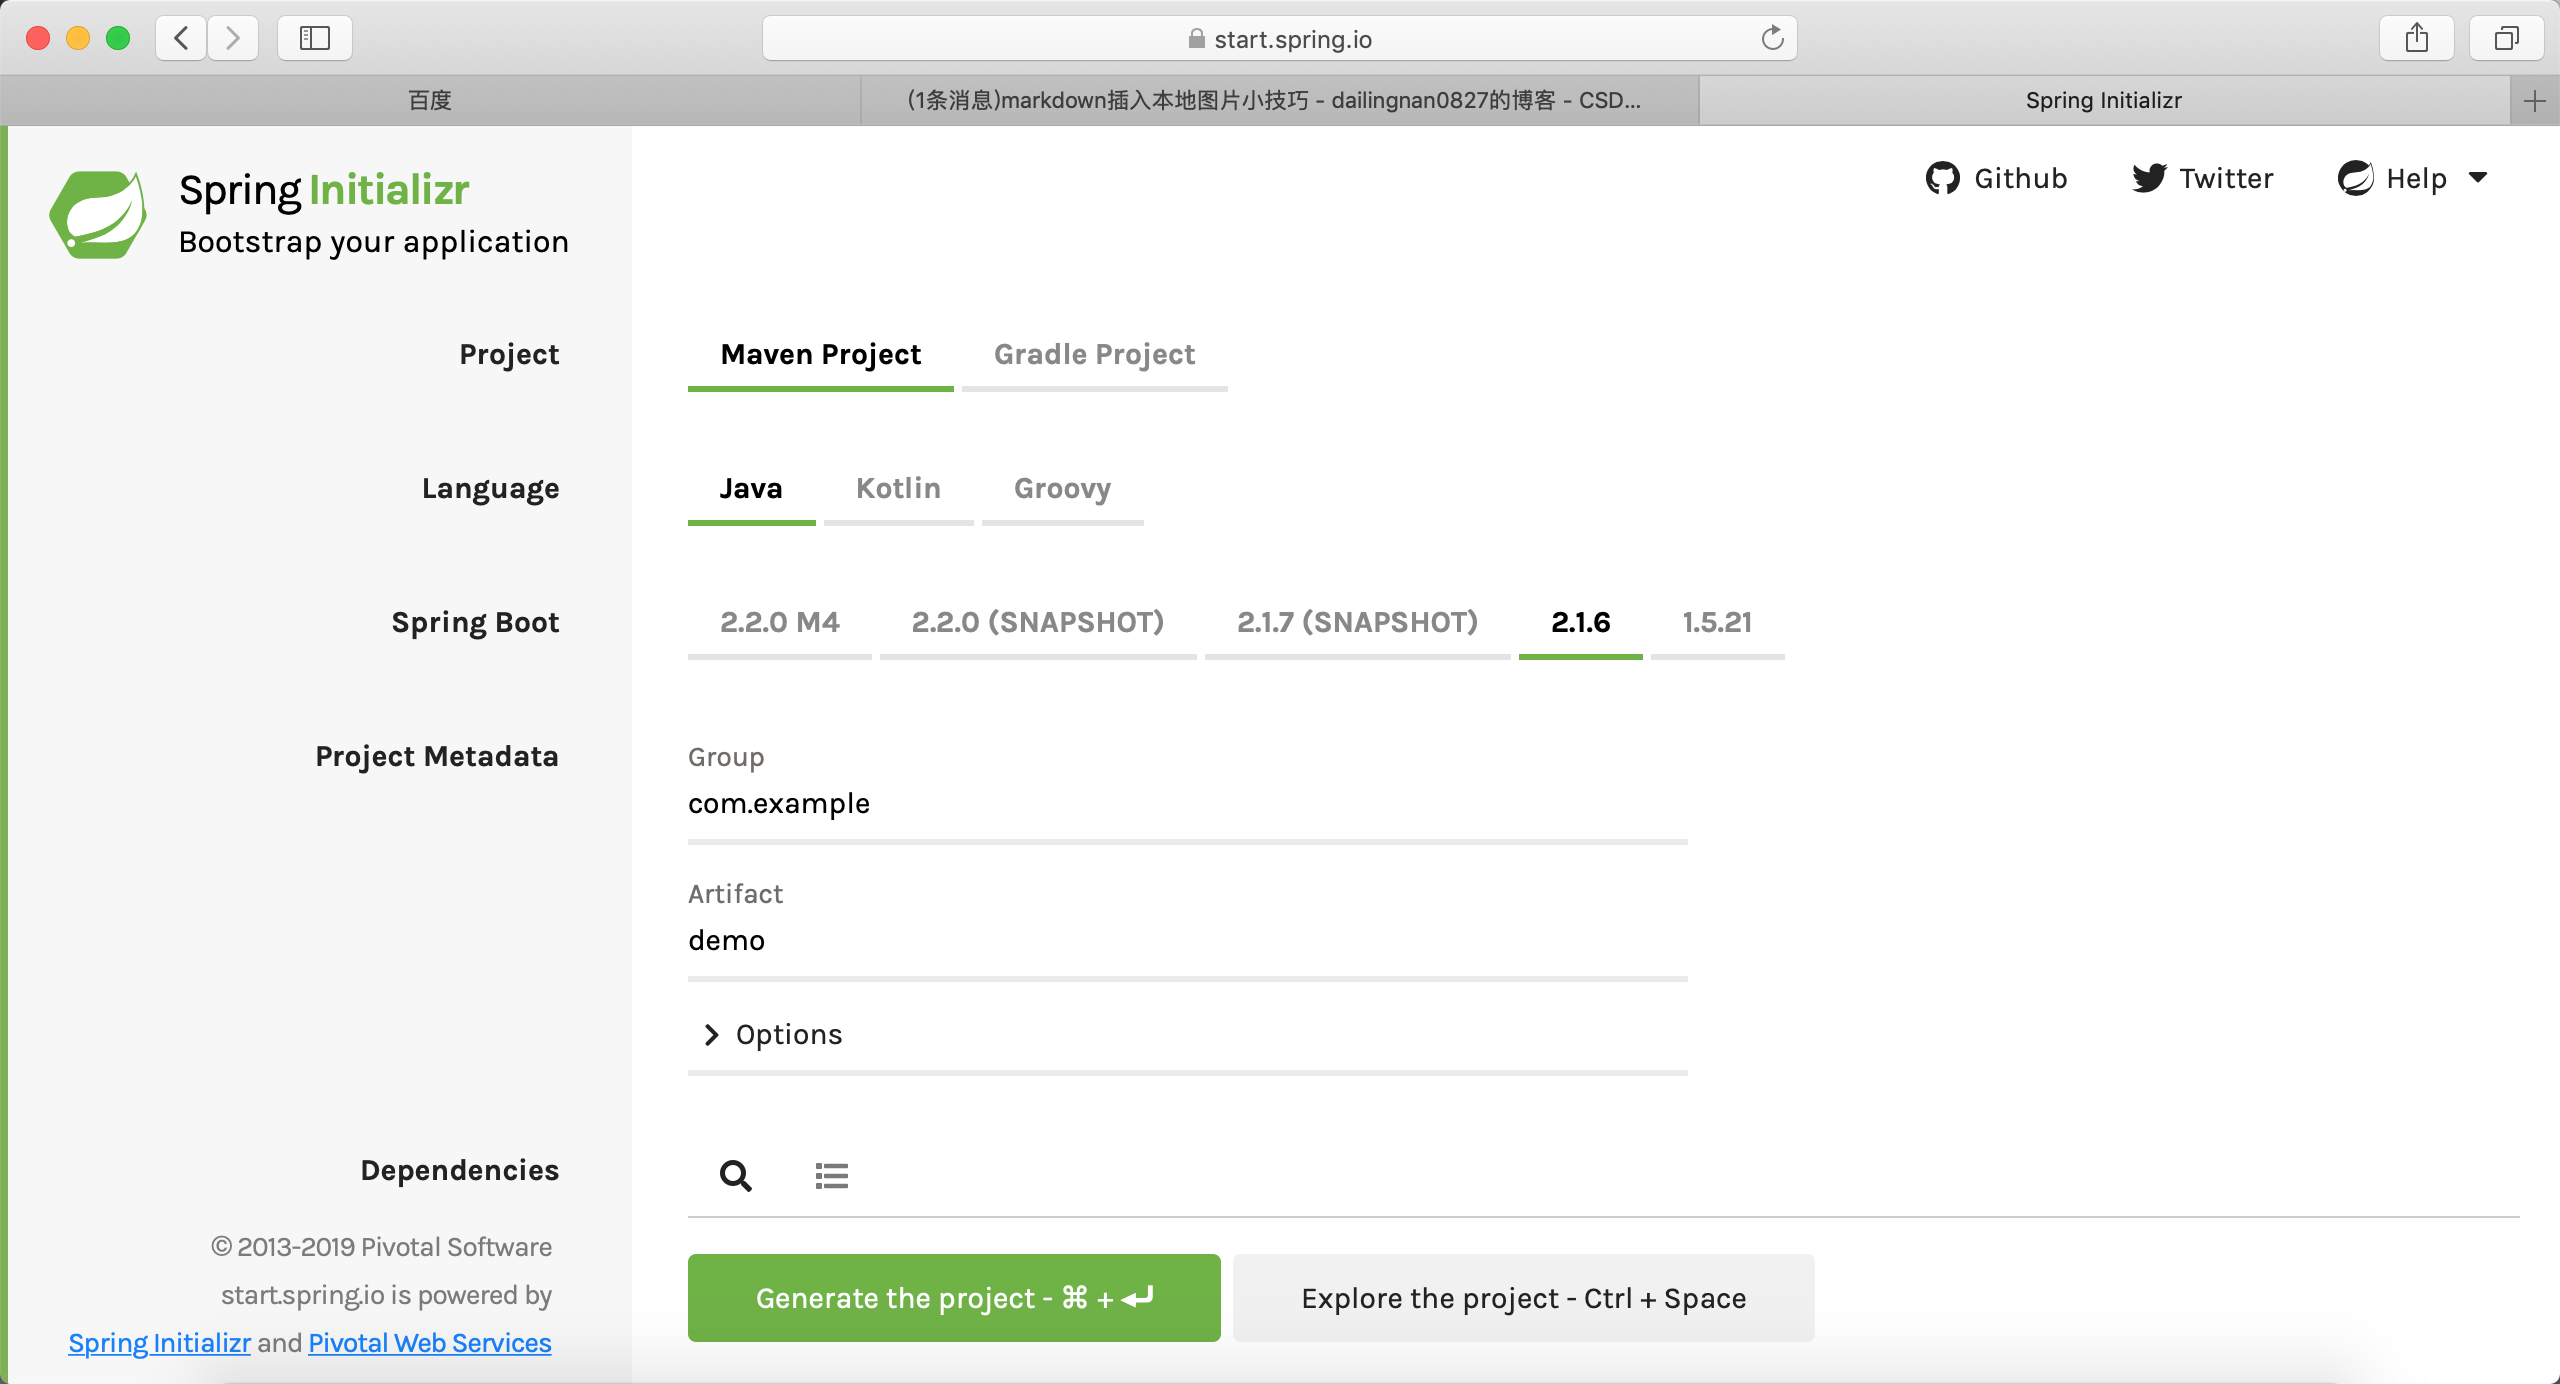 start.spring.io
百度
(1条消息)markdown插入本地图片小技巧 - dailingnan0827的博客 - CSD...
Spring Initializr
Spring Initializr
Bootstrap your application
Github
Twitter
Help
Project
Maven Project
Gradle Project
Language
Java
Kotlin
Groovy
Spring Boot
2.2.0 M4
2.2.0 (SNAPSHOT)
2.1.7 (SNAPSHOT)
2.1.6
1.5.21
Project Metadata
Group
com.example
Artifact
demo
Options
Dependencies
© 2013-2019 Pivotal Software
start.spring.io is powered by
Spring Initializr and Pivotal Web Services
Generate the project - ⌘ + ⏎
Explore the project - Ctrl + Space